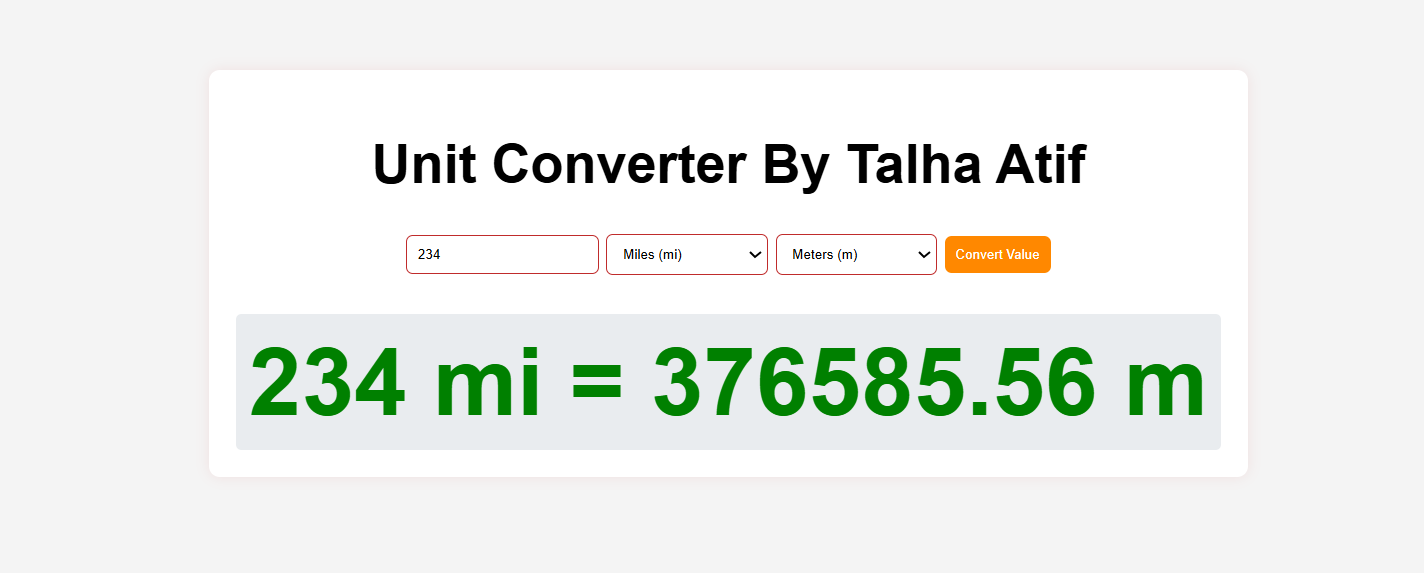 Unit Converter By Talha Atif
234 Miles (mi) Meters (m) Convert Value
234 mi = 376585.56 m